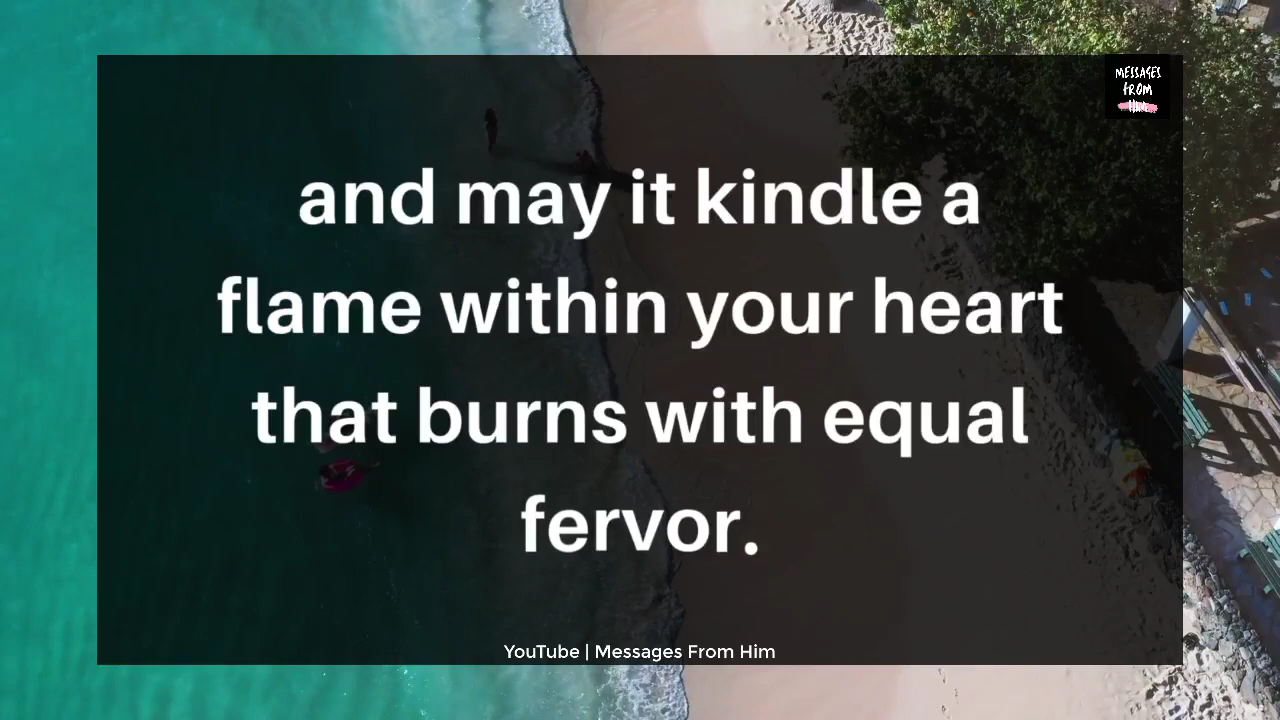 MESSAGES
FROM
HIM
and may it kindle a
flame within your heart
that burns with equal
fervor.
YouTube | Messages From Him